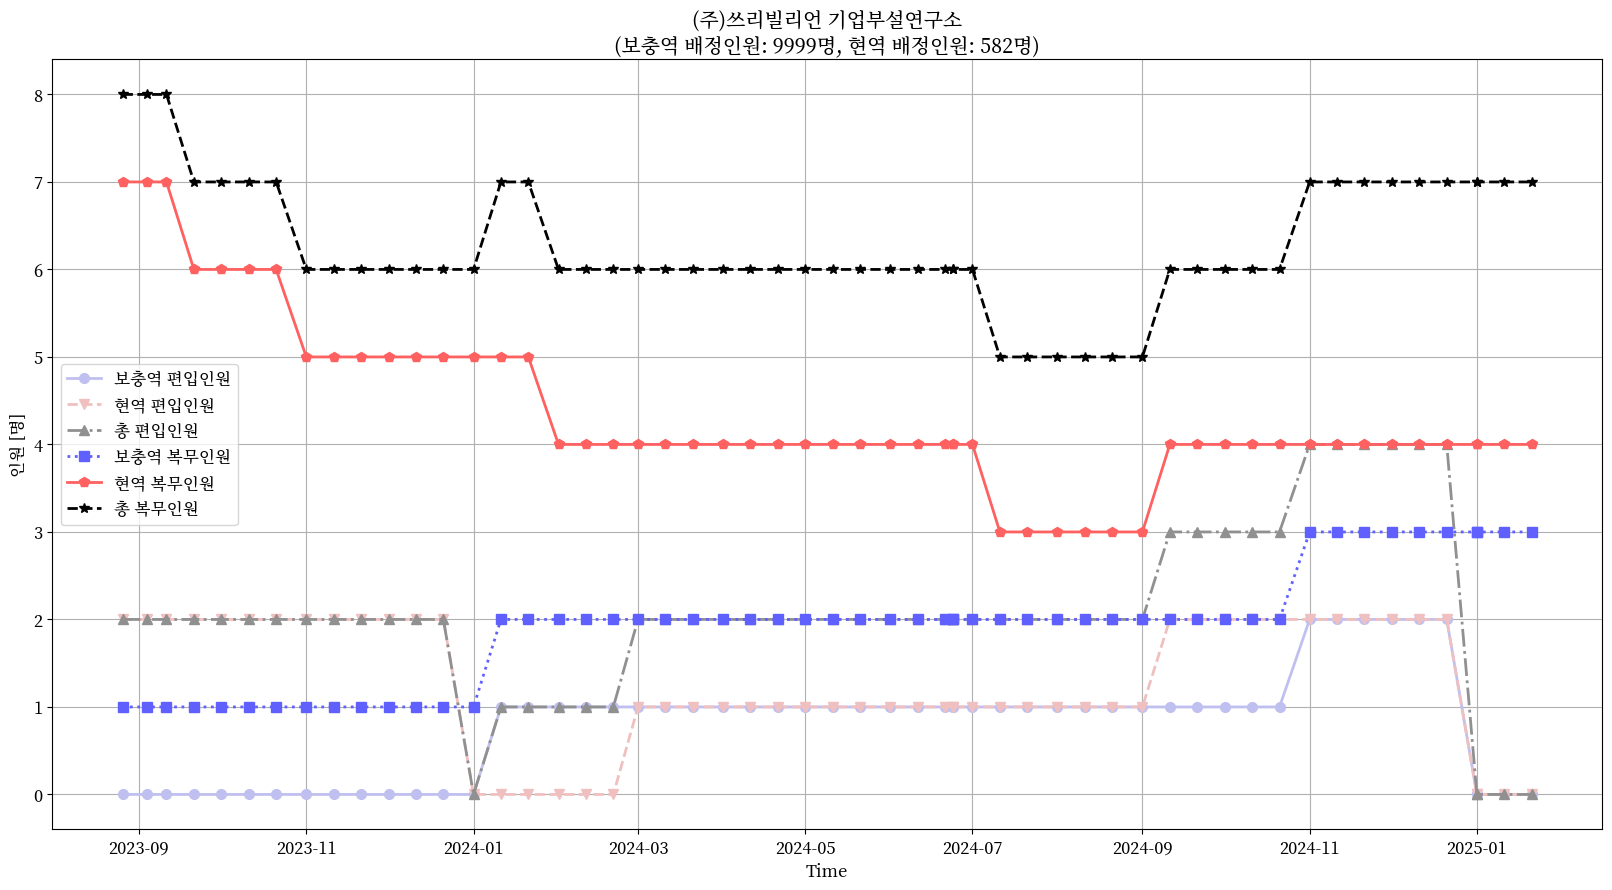 (주)쓰리빌리언 기업부설연구소
(보충역 배정인원: 9999명, 현역 배정인원: 582명)
인원 [명]
8
7
6
5
4
3
2
1
0
보충역 편입인원
현역 편입인원
총 편입인원
보충역 복무인원
현역 복무인원
총 복무인원
2023-09 2023-11 2024-01 2024-03 2024-05 2024-07 2024-09 2024-11 2025-01
Time